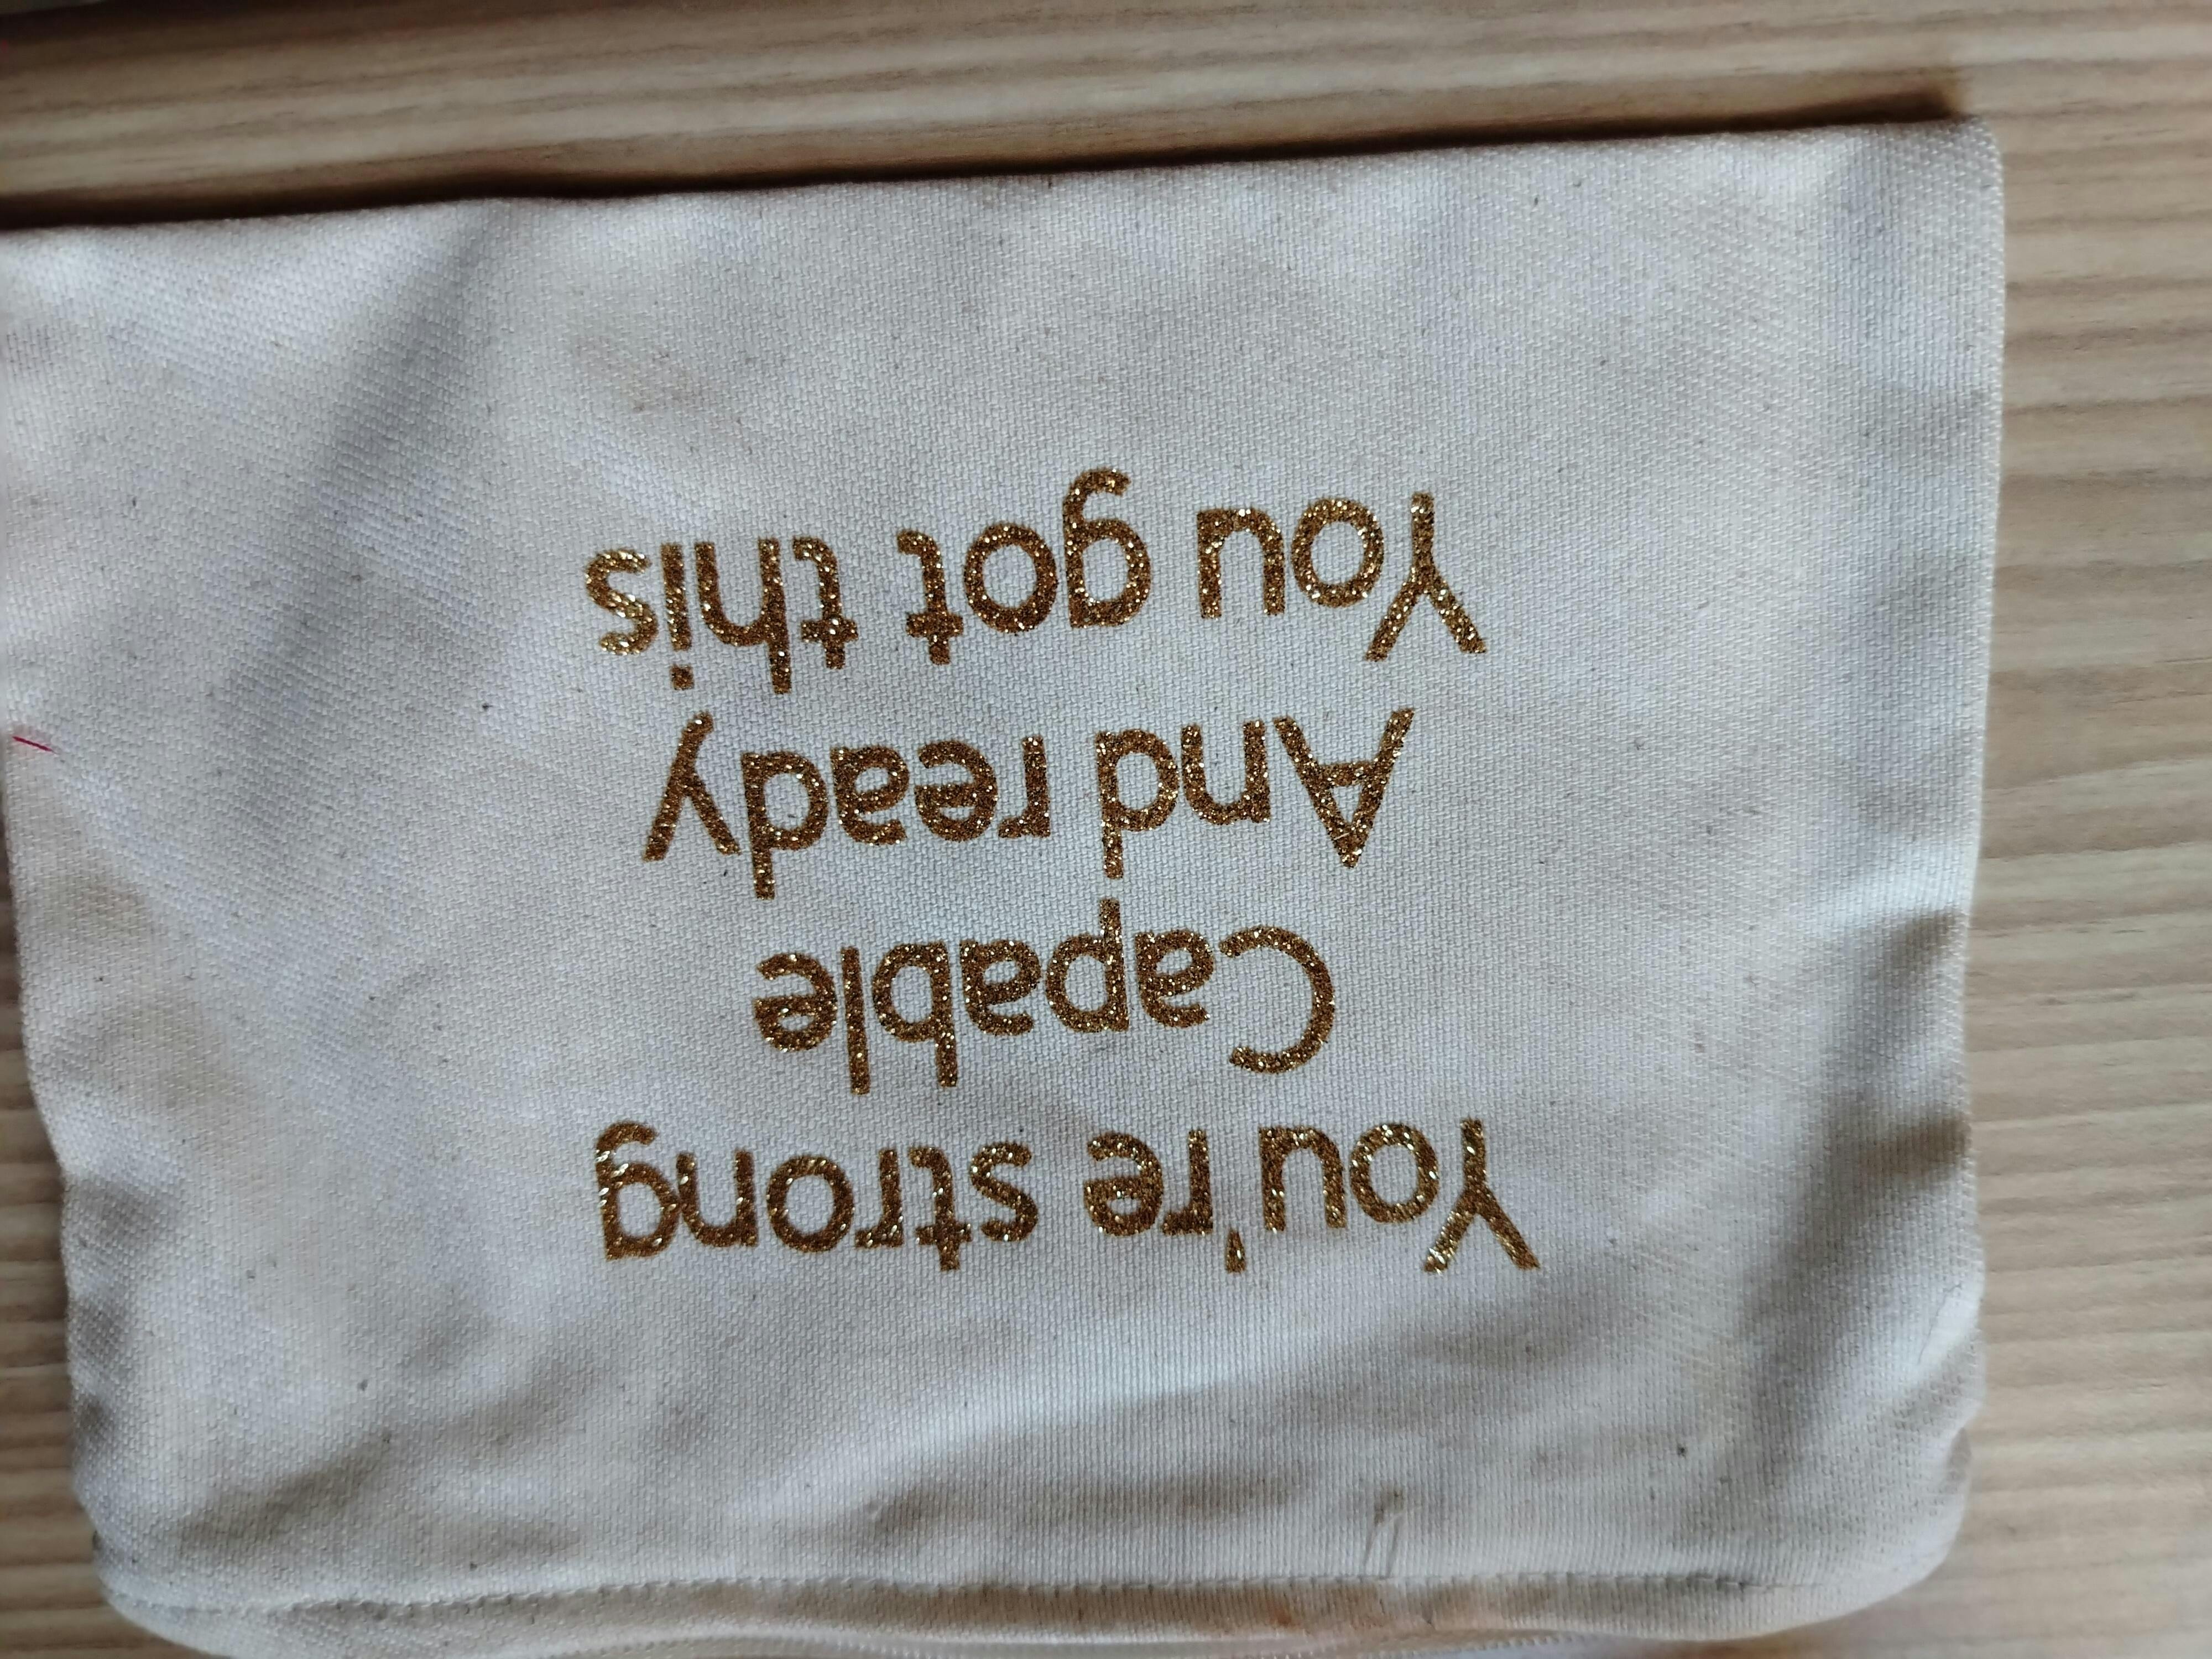 You're strong
Capable
And ready
You got this